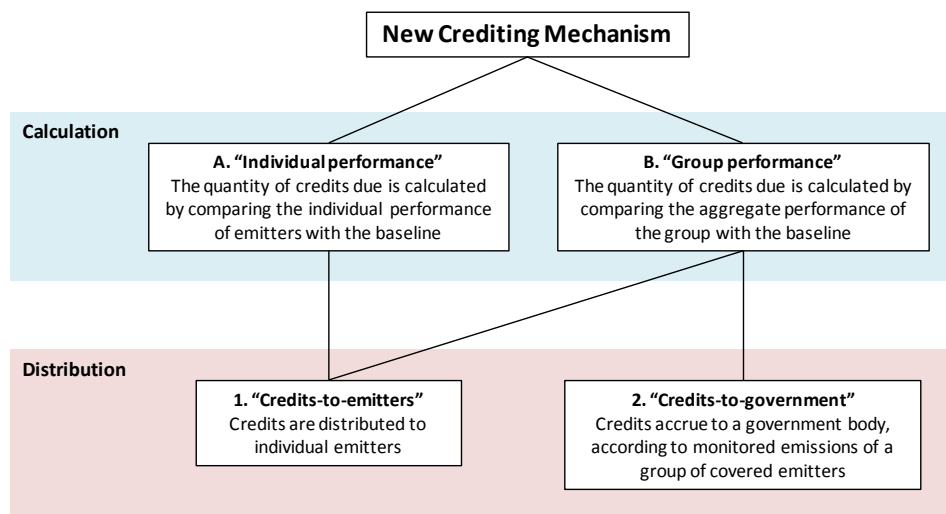 New Crediting Mechanism
Calculation
A. “Individual performance”
The quantity of credits due is calculated
by comparing the individual performance
of emitters with the baseline
B. “Group performance”
The quantity of credits due is calculated by
comparing the aggregate performance of
the group with the baseline
Distribution
1. “Credits-to-emitters”
Credits are distributed to
individual emitters
2. “Credits-to-government”
Credits accrue to a government body,
according to monitored emissions of a
group of covered emitters